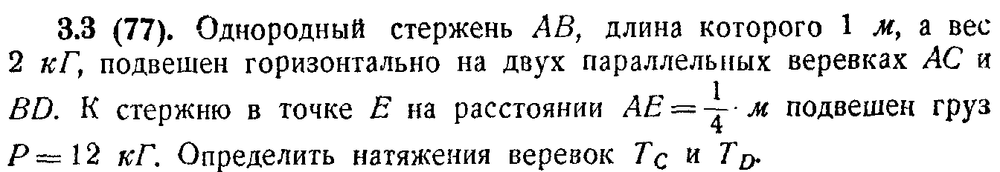 3.3 (77). Однородный стержень AB, длина которого 1 м, а вес
2 кГ, подвешен горизонтально на двух параллельных веревках AC и
BD. К стержню в точке E на расстоянии AE = 1/4 · м подвешен груз
P = 12 кГ. Определить натяжения веревок T_C и T_D.